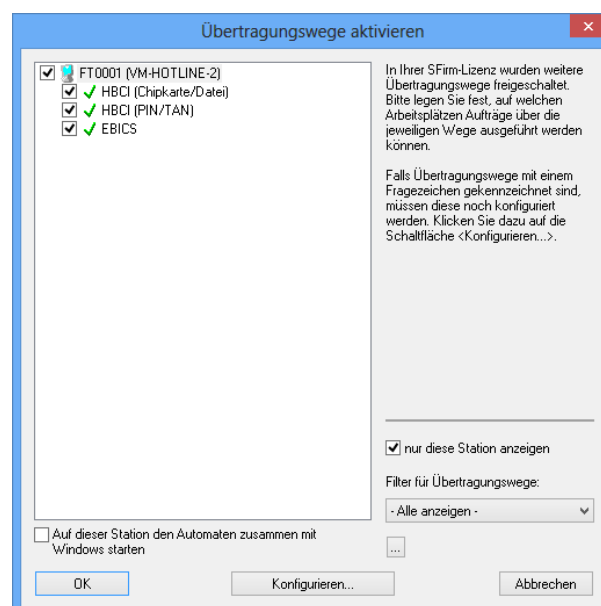 Übertragungswege aktivieren
FT0001 (VM-HOTLINE-2)
HBCI (Chipkarte/Datei)
HBCI (PIN/TAN)
EBICS
In Ihrer SFirm-Lizenz wurden weitere
Übertragungswege freigeschaltet.
Bitte legen Sie fest, auf welchen
Arbeitsplätzen Aufträge über die
jeweiligen Wege ausgeführt werden
können.
Falls Übertragungswege mit einem
Fragezeichen gekennzeichnet sind,
müssen diese noch konfiguriert
werden. Klicken Sie dazu auf die
Schaltfläche <Konfigurieren...>.
nur diese Station anzeigen
Filter für Übertragungswege:
- Alle anzeigen -
Auf dieser Station den Automaten zusammen mit
Windows starten
...
OK
Konfigurieren...
Abbrechen